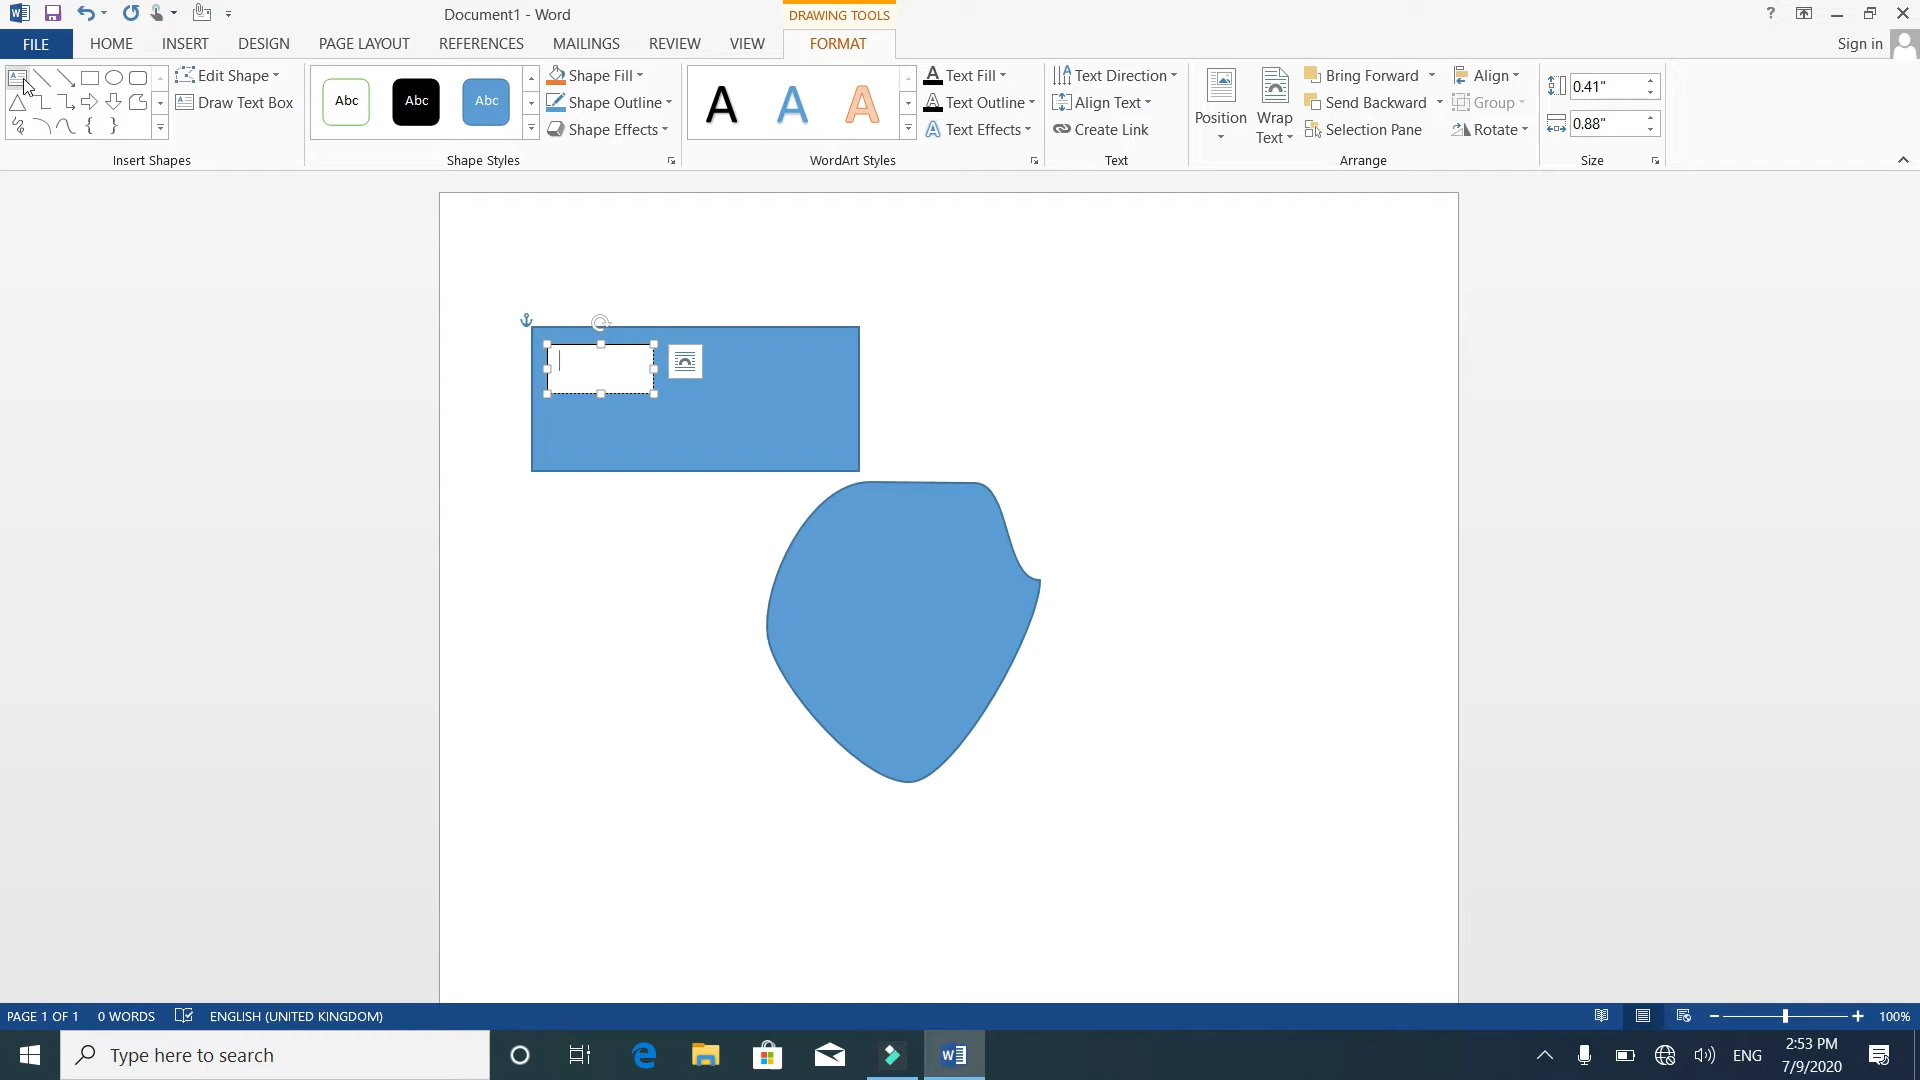 Document1 - Word
DRAWING TOOLS
FILE HOME INSERT DESIGN PAGE LAYOUT REFERENCES MAILINGS REVIEW VIEW FORMAT
Sign in
Edit Shape
Draw Text Box
Insert Shapes
Abc Abc Abc
Shape Fill
Shape Outline
Shape Effects
Shape Styles
A A A
Text Fill
Text Outline
Text Effects
WordArt Styles
Text Direction
Align Text
Create Link
Text
Position
Wrap Text
Bring Forward
Send Backward
Selection Pane
Align
Group
Rotate
Arrange
0.41"
0.88"
Size
PAGE 1 OF 1 0 WORDS ENGLISH (UNITED KINGDOM)
100%
Type here to search
ENG
2:53 PM
7/9/2020